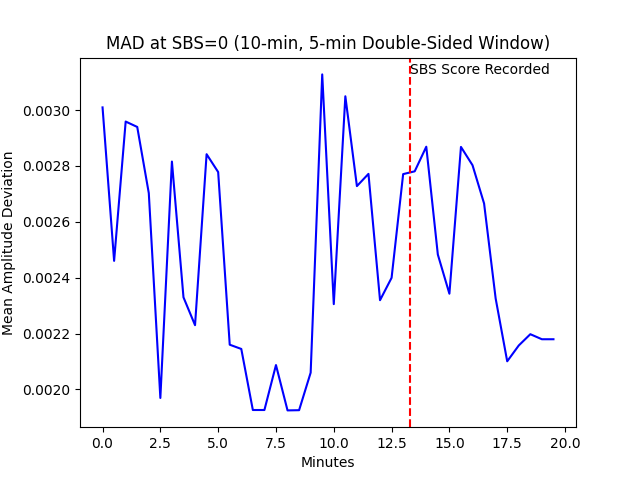 MAD at SBS=0 (10-min, 5-min Double-Sided Window)
SBS Score Recorded
Mean Amplitude Deviation
0.0030
0.0028
0.0026
0.0024
0.0022
0.0020
0.0 2.5 5.0 7.5 10.0 12.5 15.0 17.5 20.0
Minutes